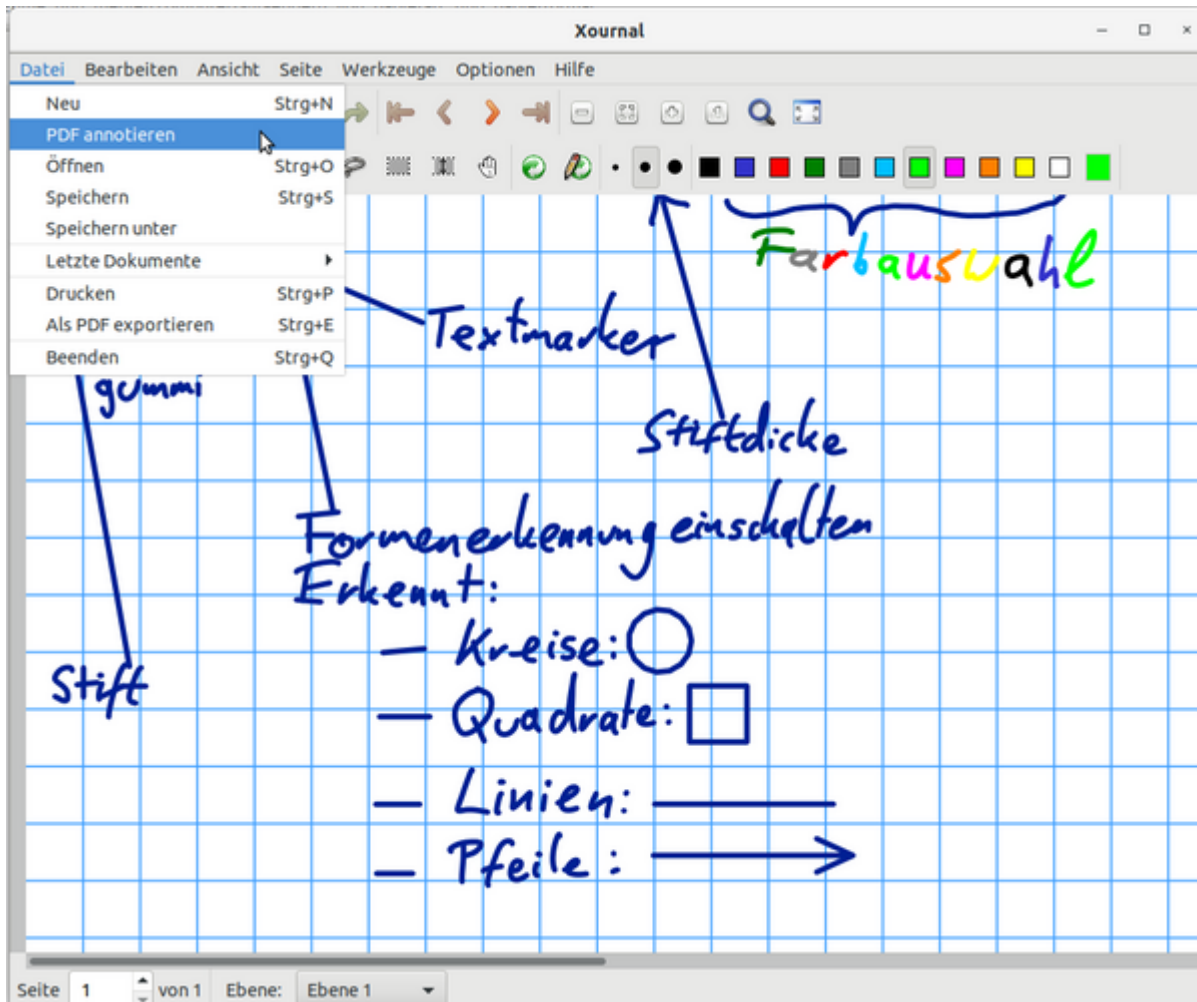 Xournal
Datei Bearbeiten Ansicht Seite Werkzeuge Optionen Hilfe
Neu Strg+N
PDF annotieren
Öffnen Strg+O
Speichern Strg+S
Speichern unter
Letzte Dokumente
Drucken Strg+P
Als PDF exportieren Strg+E
Beenden Strg+Q
Farbauswahl
Textmarker
gummi
Stiftdicke
Formenerkennung einschalten
Erkennt:
— Kreise:
Stift
— Quadrate:
— Linien:
— Pfeile:
Seite 1 von 1 Ebene: Ebene 1